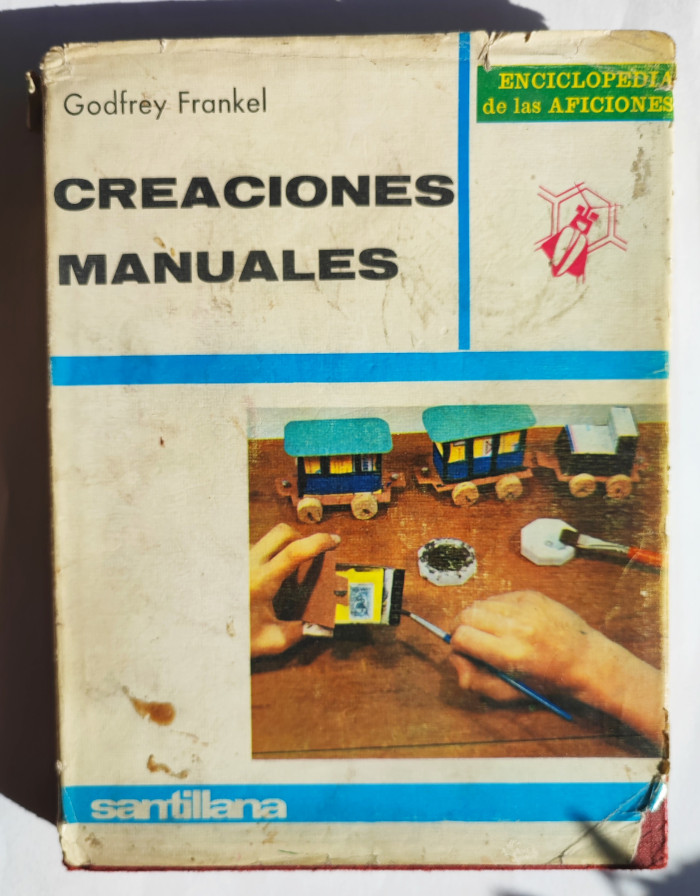 Godfrey Frankel
ENCICLOPEDIA
de las AFICIONES
CREACIONES
MANUALES
santillana